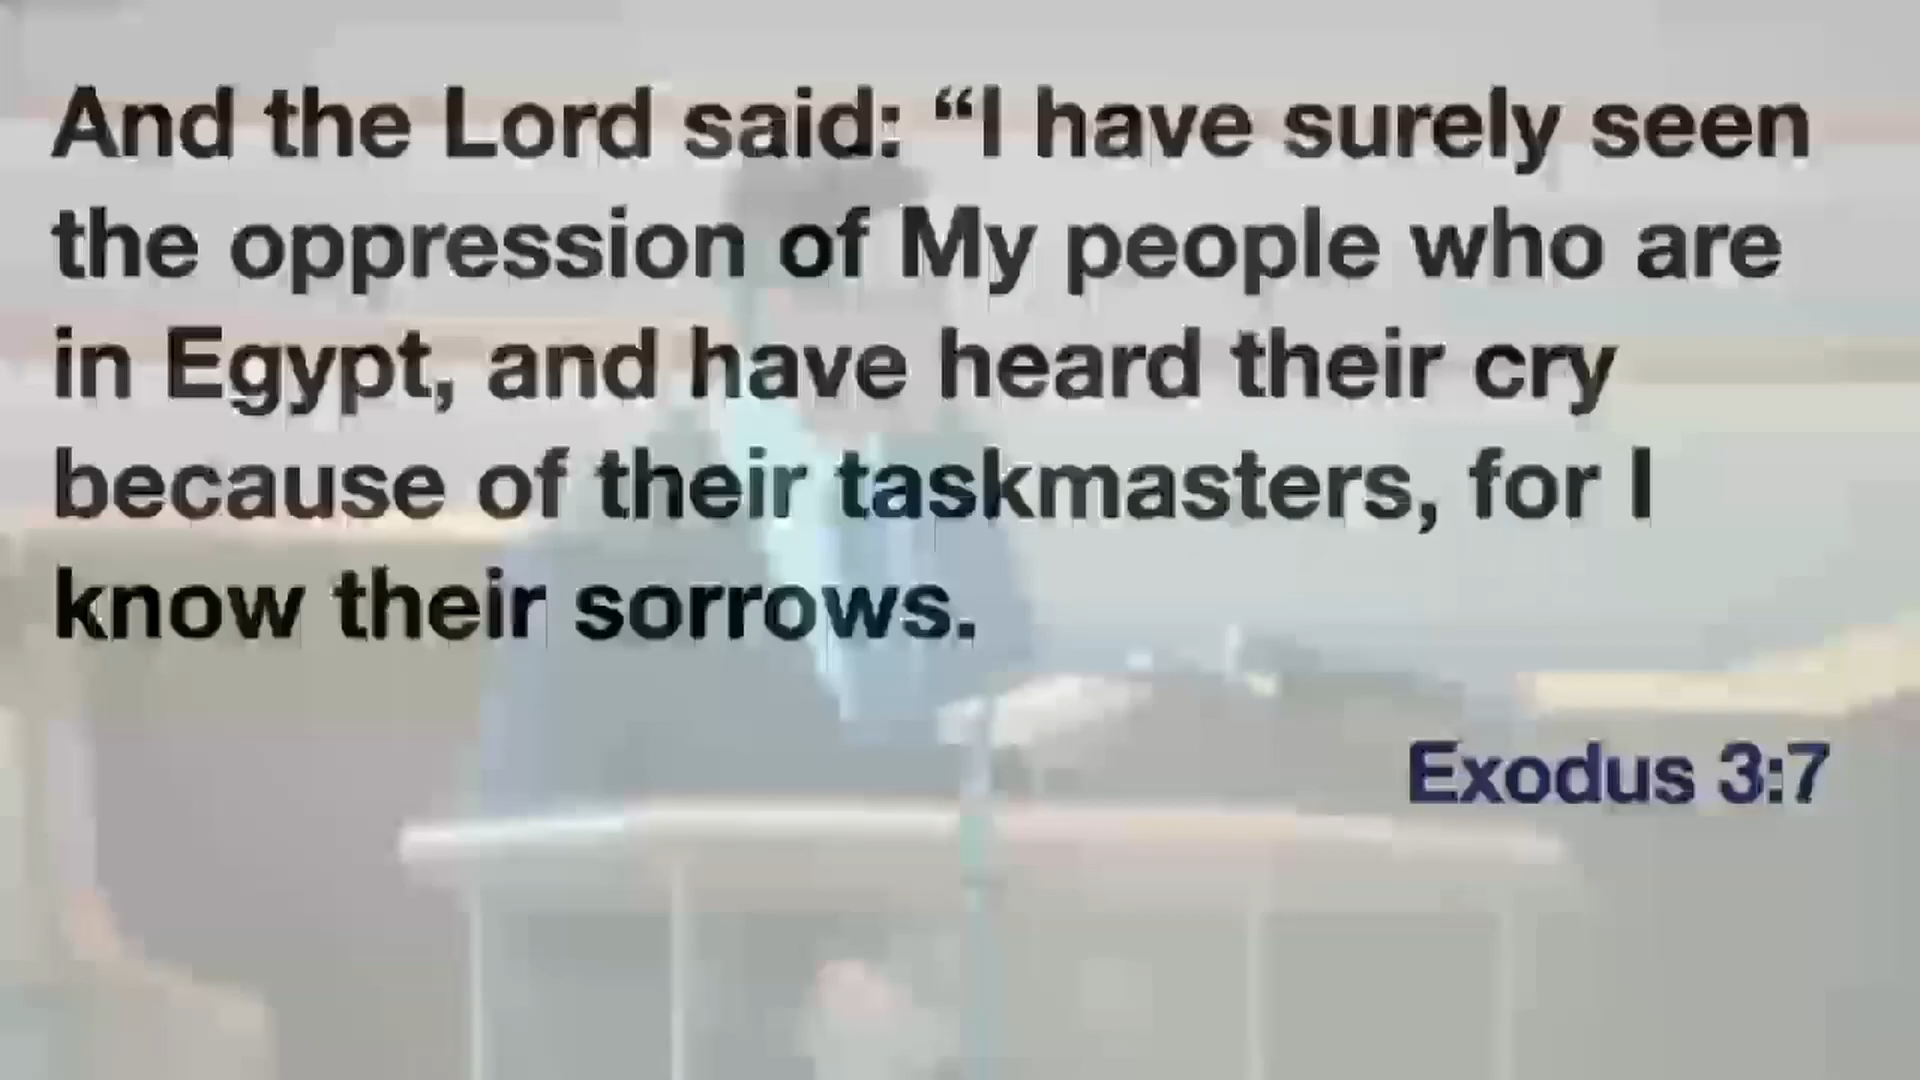 And the Lord said: “I have surely seen
the oppression of My people who are
in Egypt, and have heard their cry
because of their taskmasters, for I
know their sorrows.
Exodus 3:7